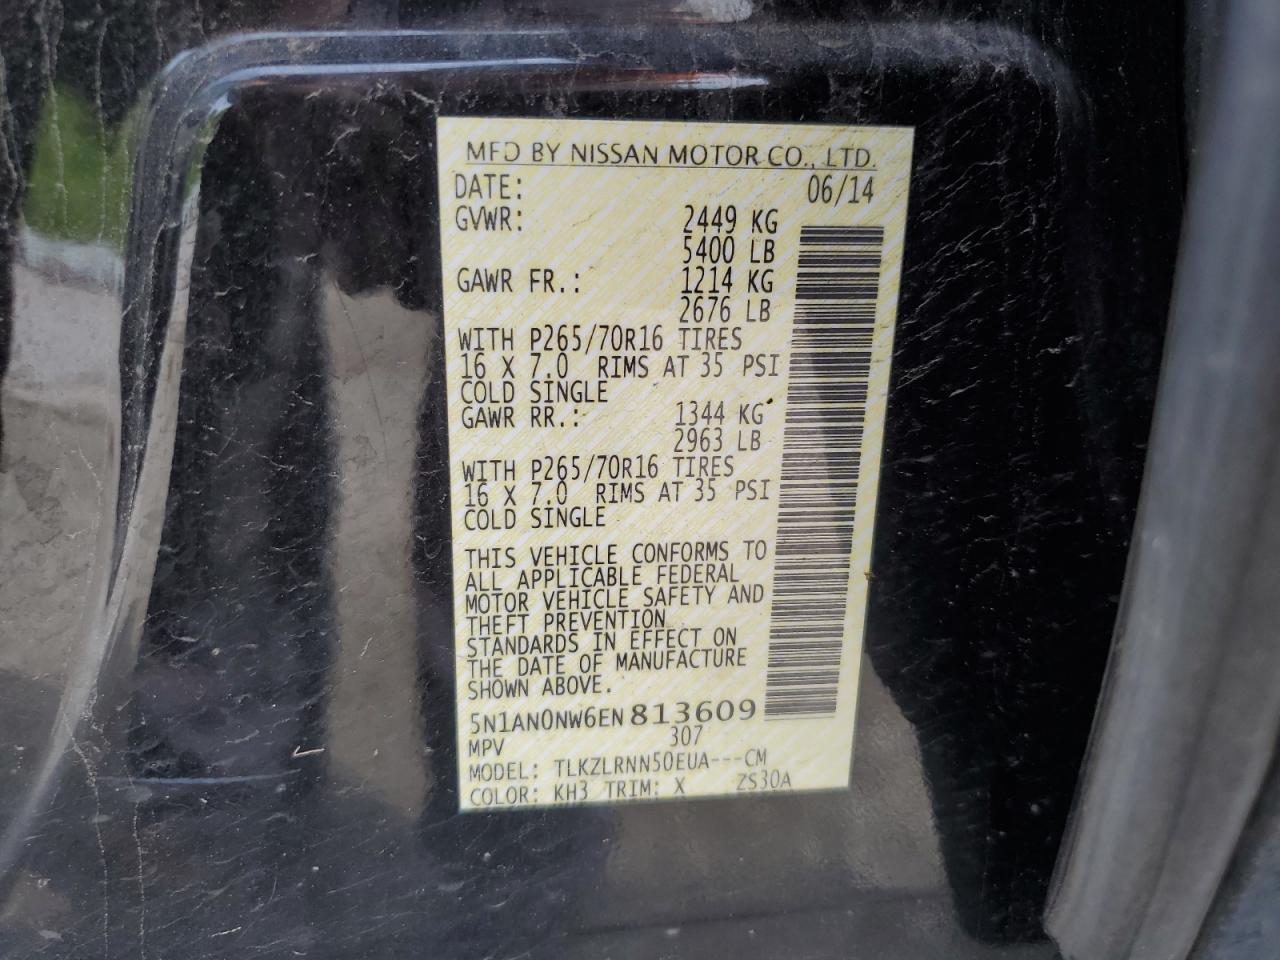 MFD BY NISSAN MOTOR CO., LTD.
DATE: 06/14
GVWR: 2449 KG
5400 LB
GAWR FR.: 1214 KG
2676 LB
WITH P265/70R16 TIRES
16 X 7.0 RIMS AT 35 PSI
COLD SINGLE
GAWR RR.: 1344 KG
2963 LB
WITH P265/70R16 TIRES
16 X 7.0 RIMS AT 35 PSI
COLD SINGLE
THIS VEHICLE CONFORMS TO
ALL APPLICABLE FEDERAL
MOTOR VEHICLE SAFETY AND
THEFT PREVENTION
STANDARDS IN EFFECT ON
THE DATE OF MANUFACTURE
SHOWN ABOVE.
5N1AN0NW6EN813609
MPV 307
MODEL: TLKZLRNN50EUA---CM
COLOR: KH3 TRIM: X ZS30A